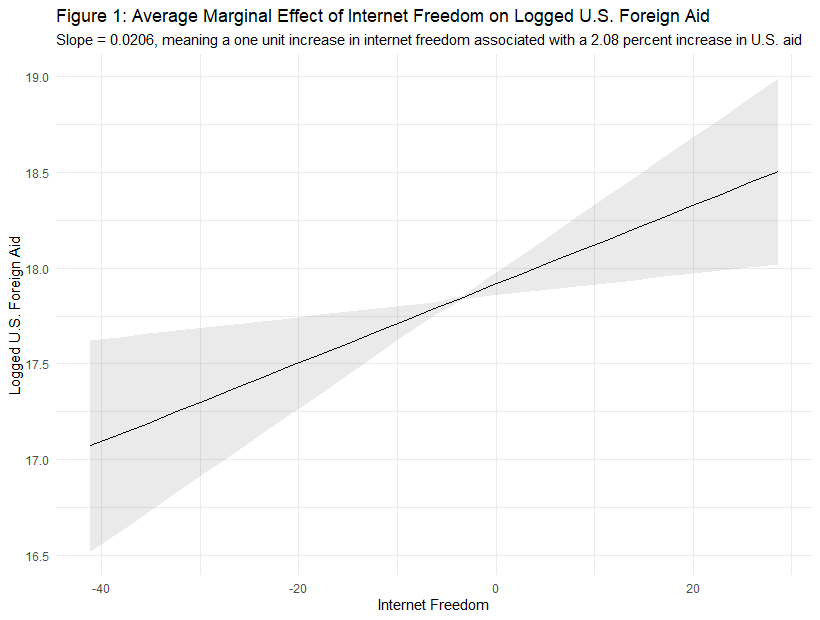 Figure 1: Average Marginal Effect of Internet Freedom on Logged U.S. Foreign Aid
Slope = 0.0206, meaning a one unit increase in internet freedom associated with a 2.08 percent increase in U.S. aid
Logged U.S. Foreign Aid
19.0
18.5
18.0
17.5
17.0
16.5
-40
-20
0
20
Internet Freedom